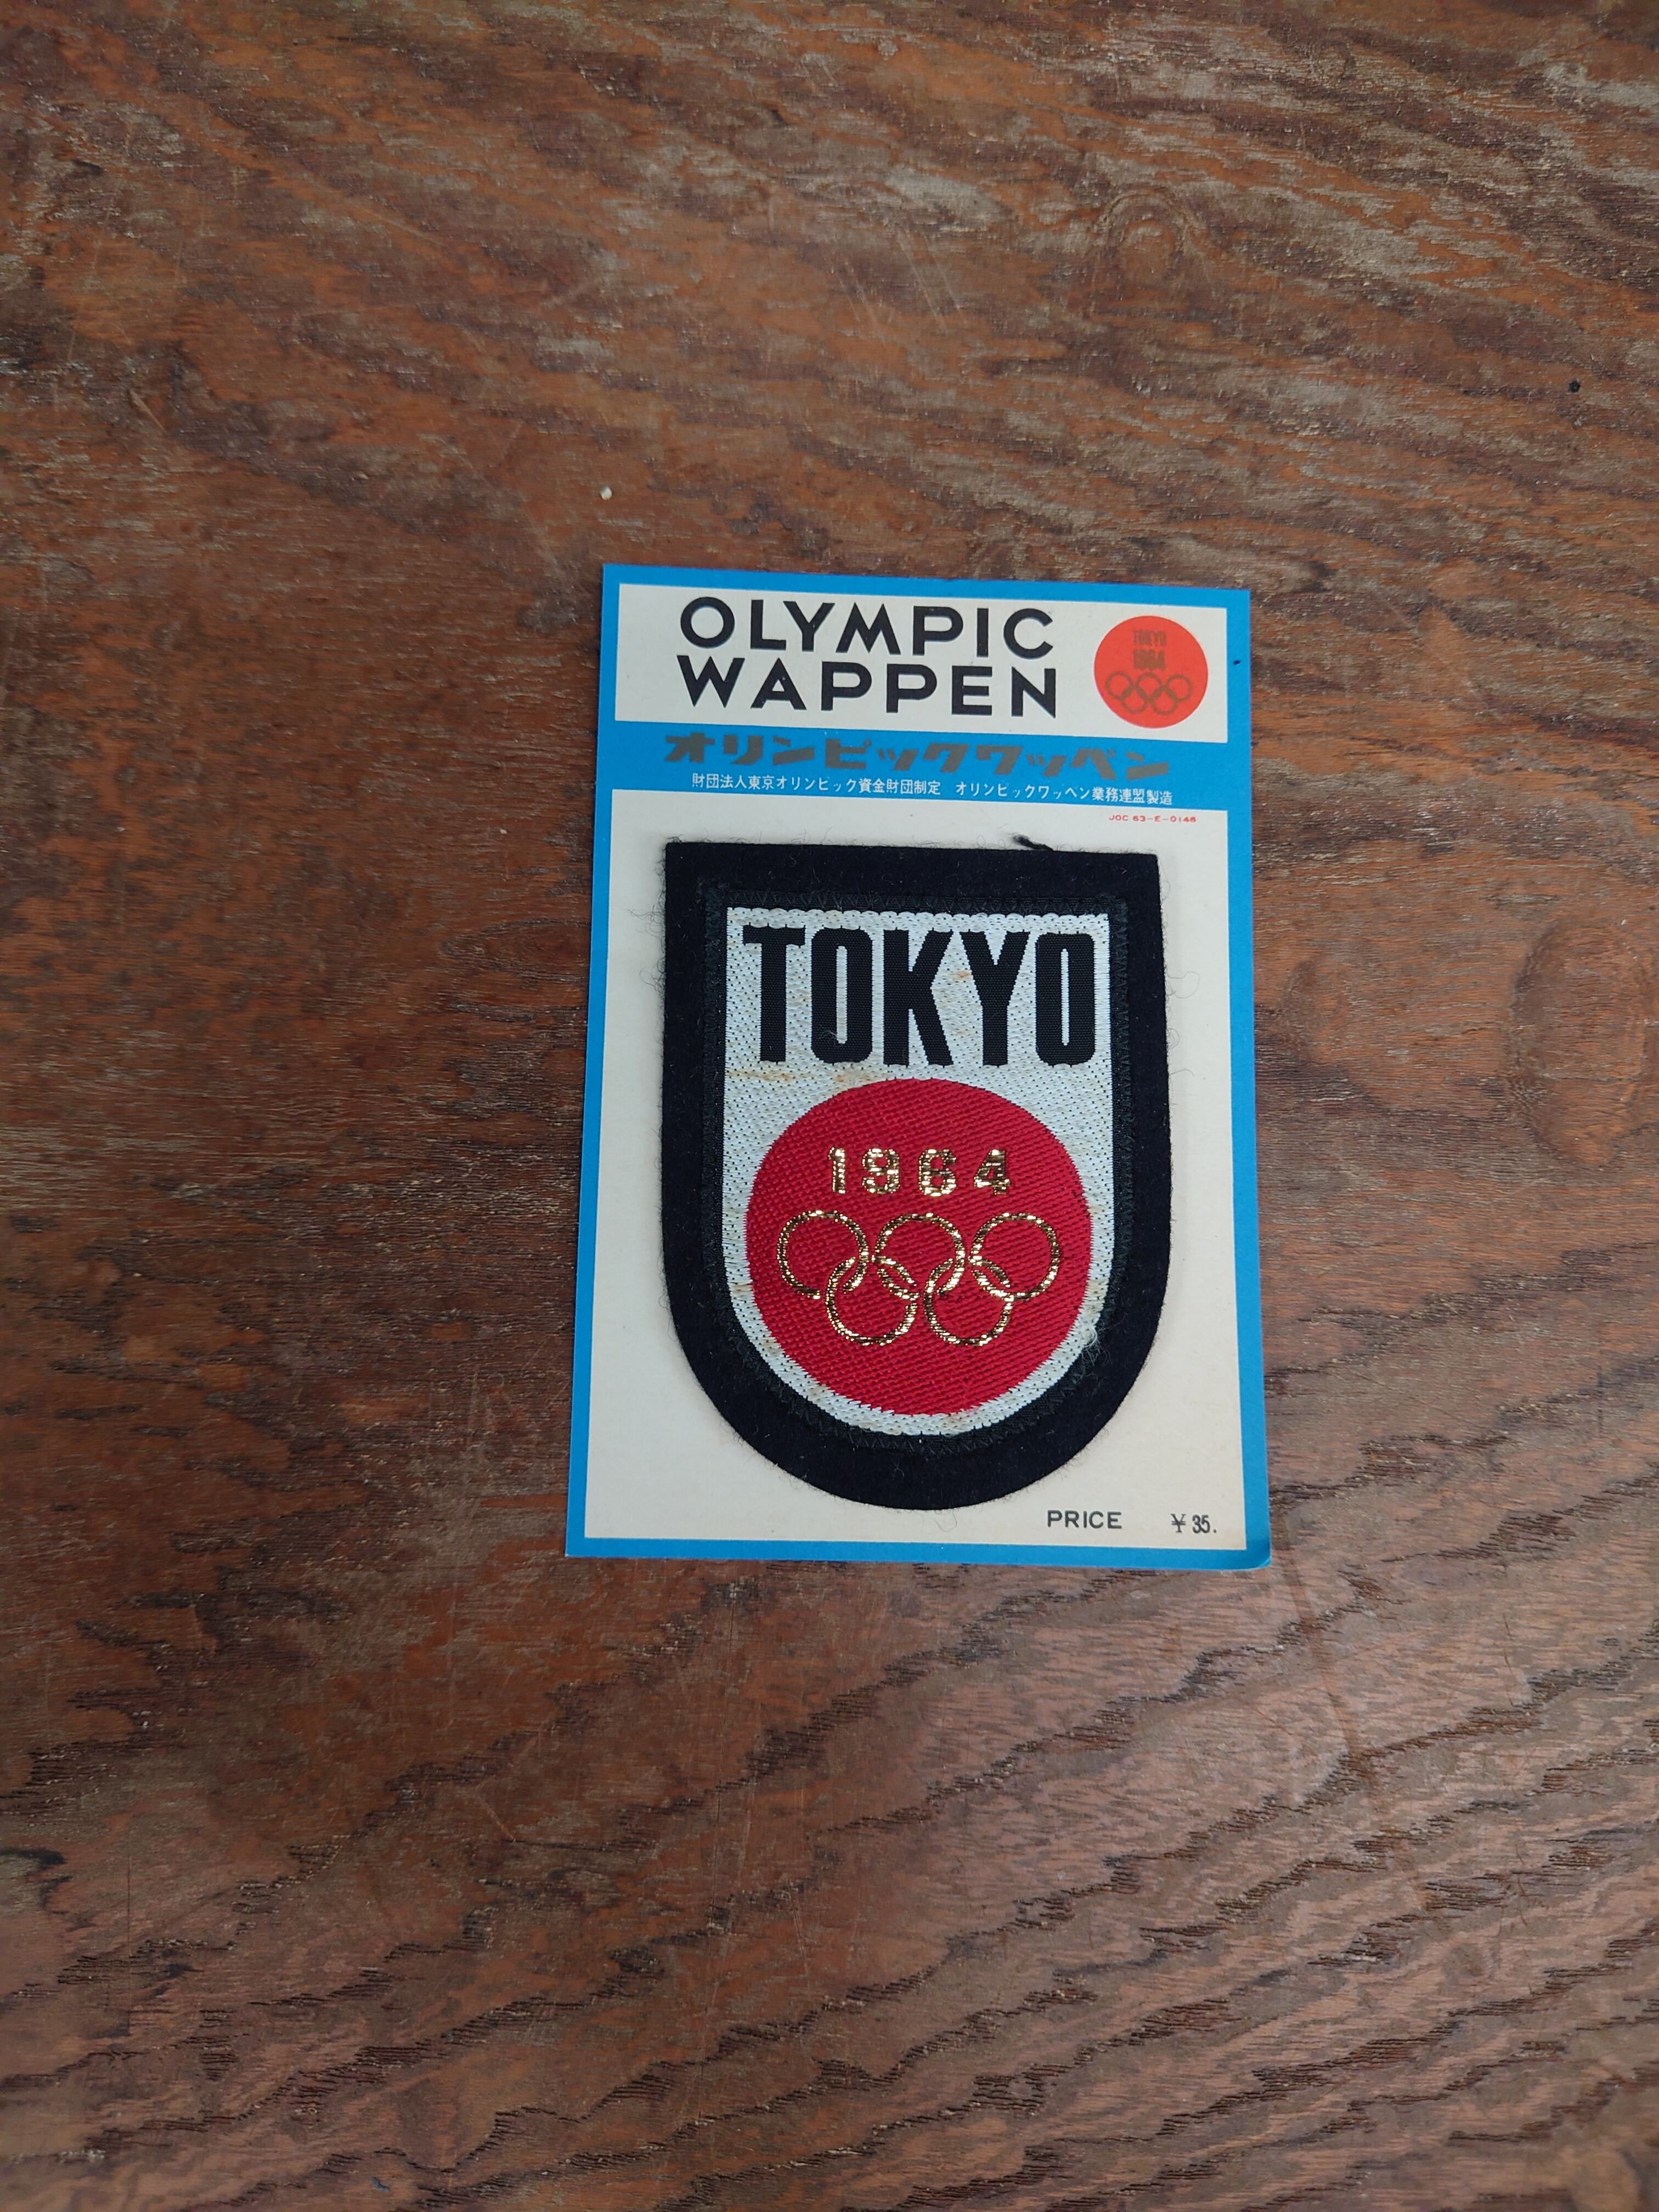 OLYMPIC
WAPPEN
TOKYO
1964
オリンピックワッペン
財団法人東京オリンピック資金財団制定 オリンピックワッペン業務連盟製造
JOC 63-E-0148
TOKYO
1964
PRICE ¥35.